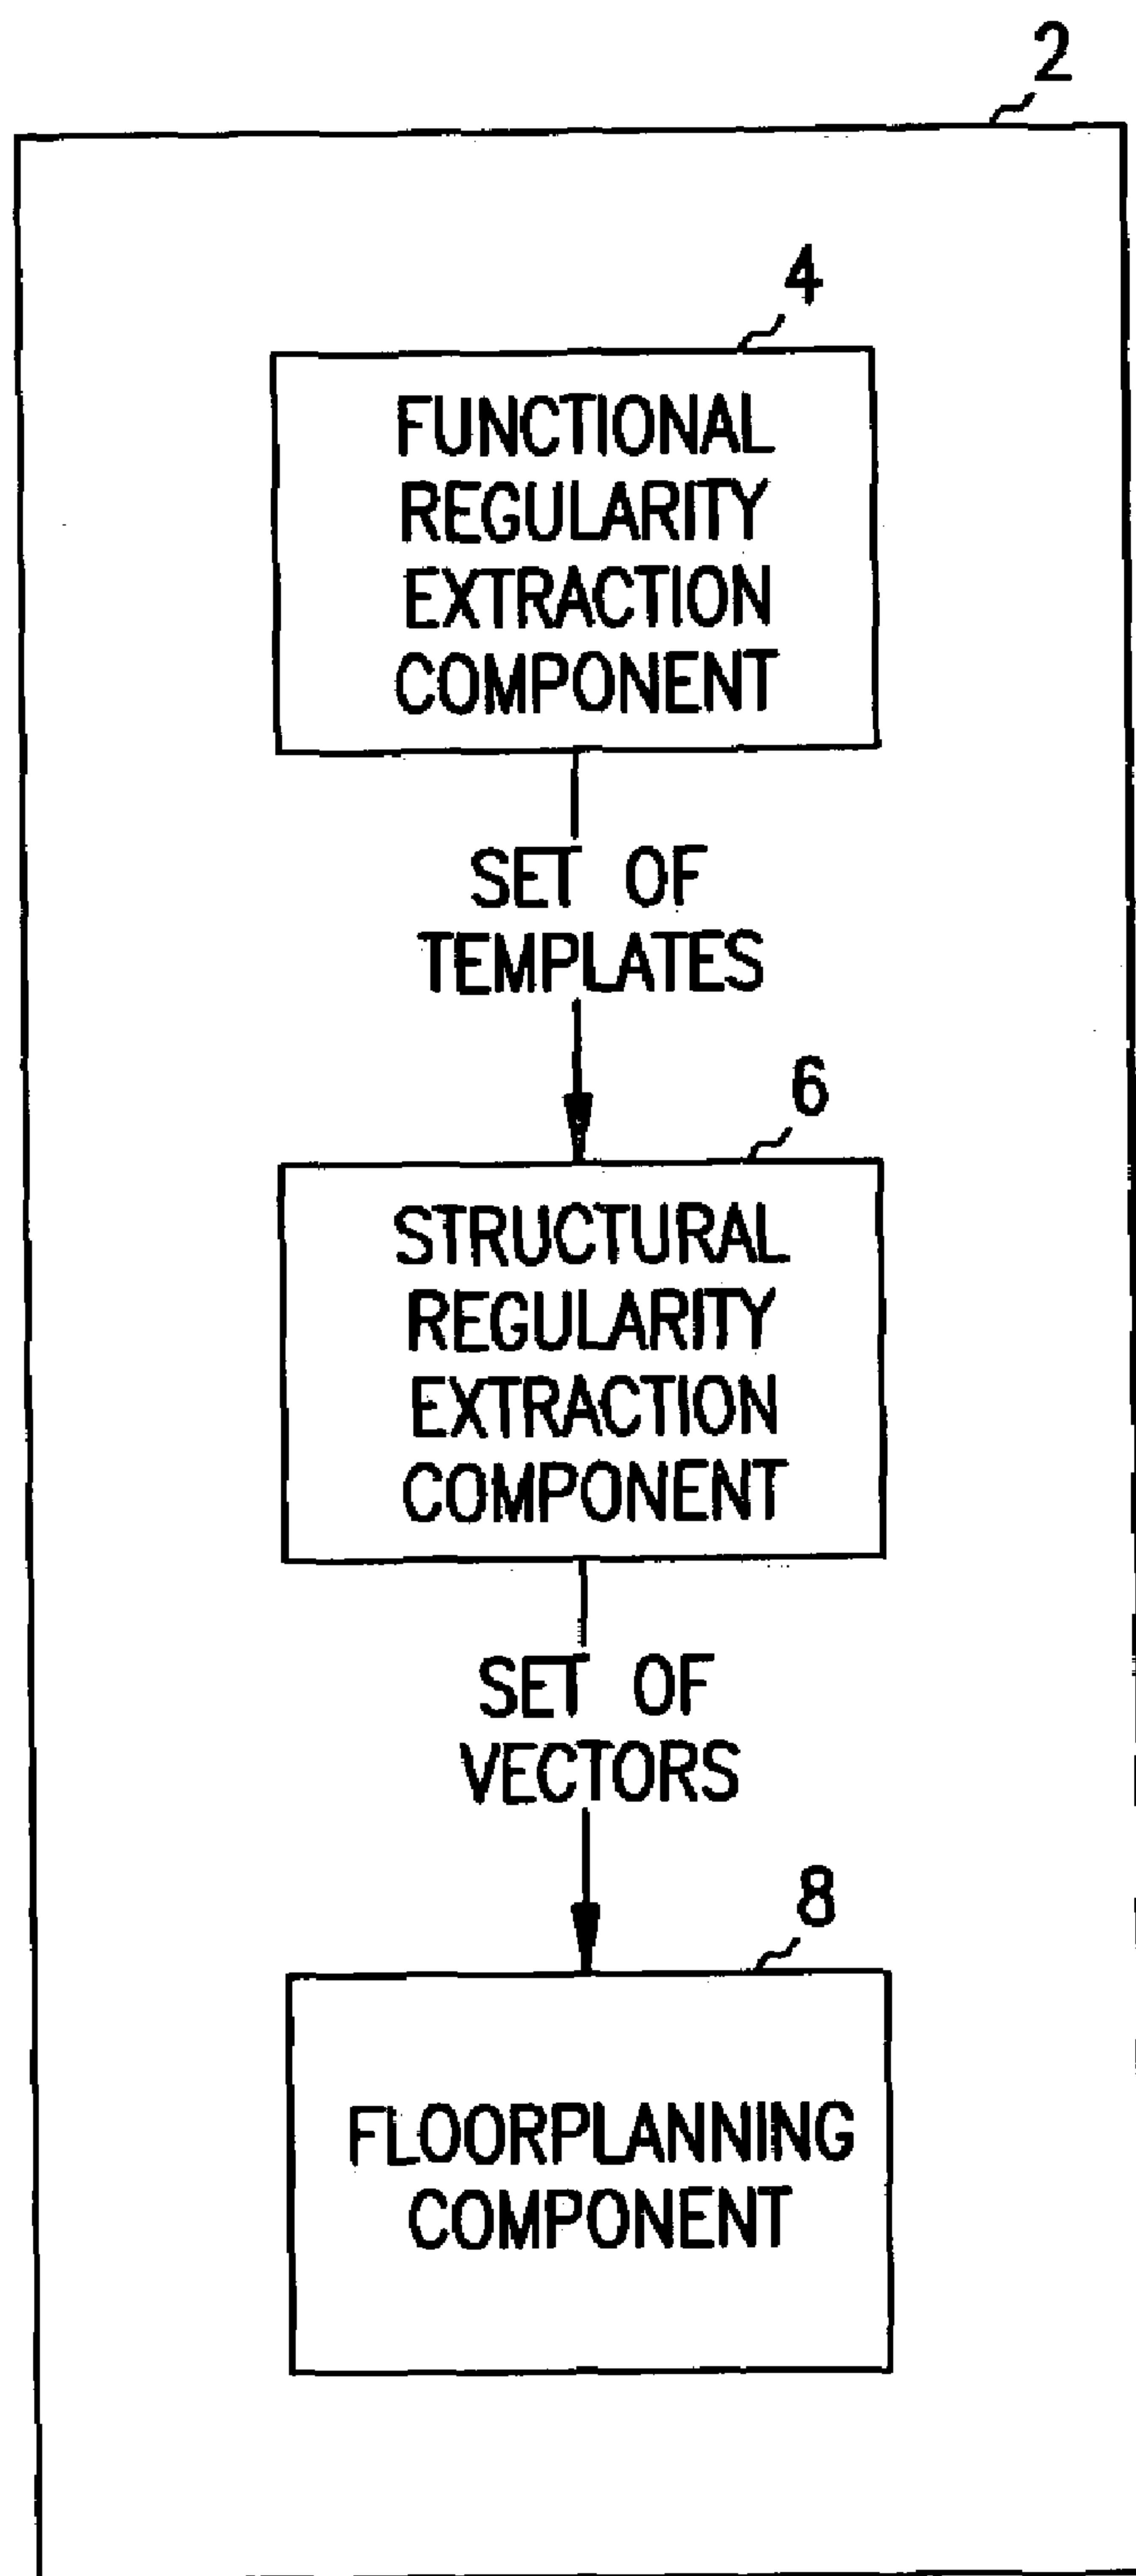 2
4
FUNCTIONAL
REGULARITY
EXTRACTION
COMPONENT
SET OF
TEMPLATES
6
STRUCTURAL
REGULARITY
EXTRACTION
COMPONENT
SET OF
VECTORS
8
FLOORPLANNING
COMPONENT